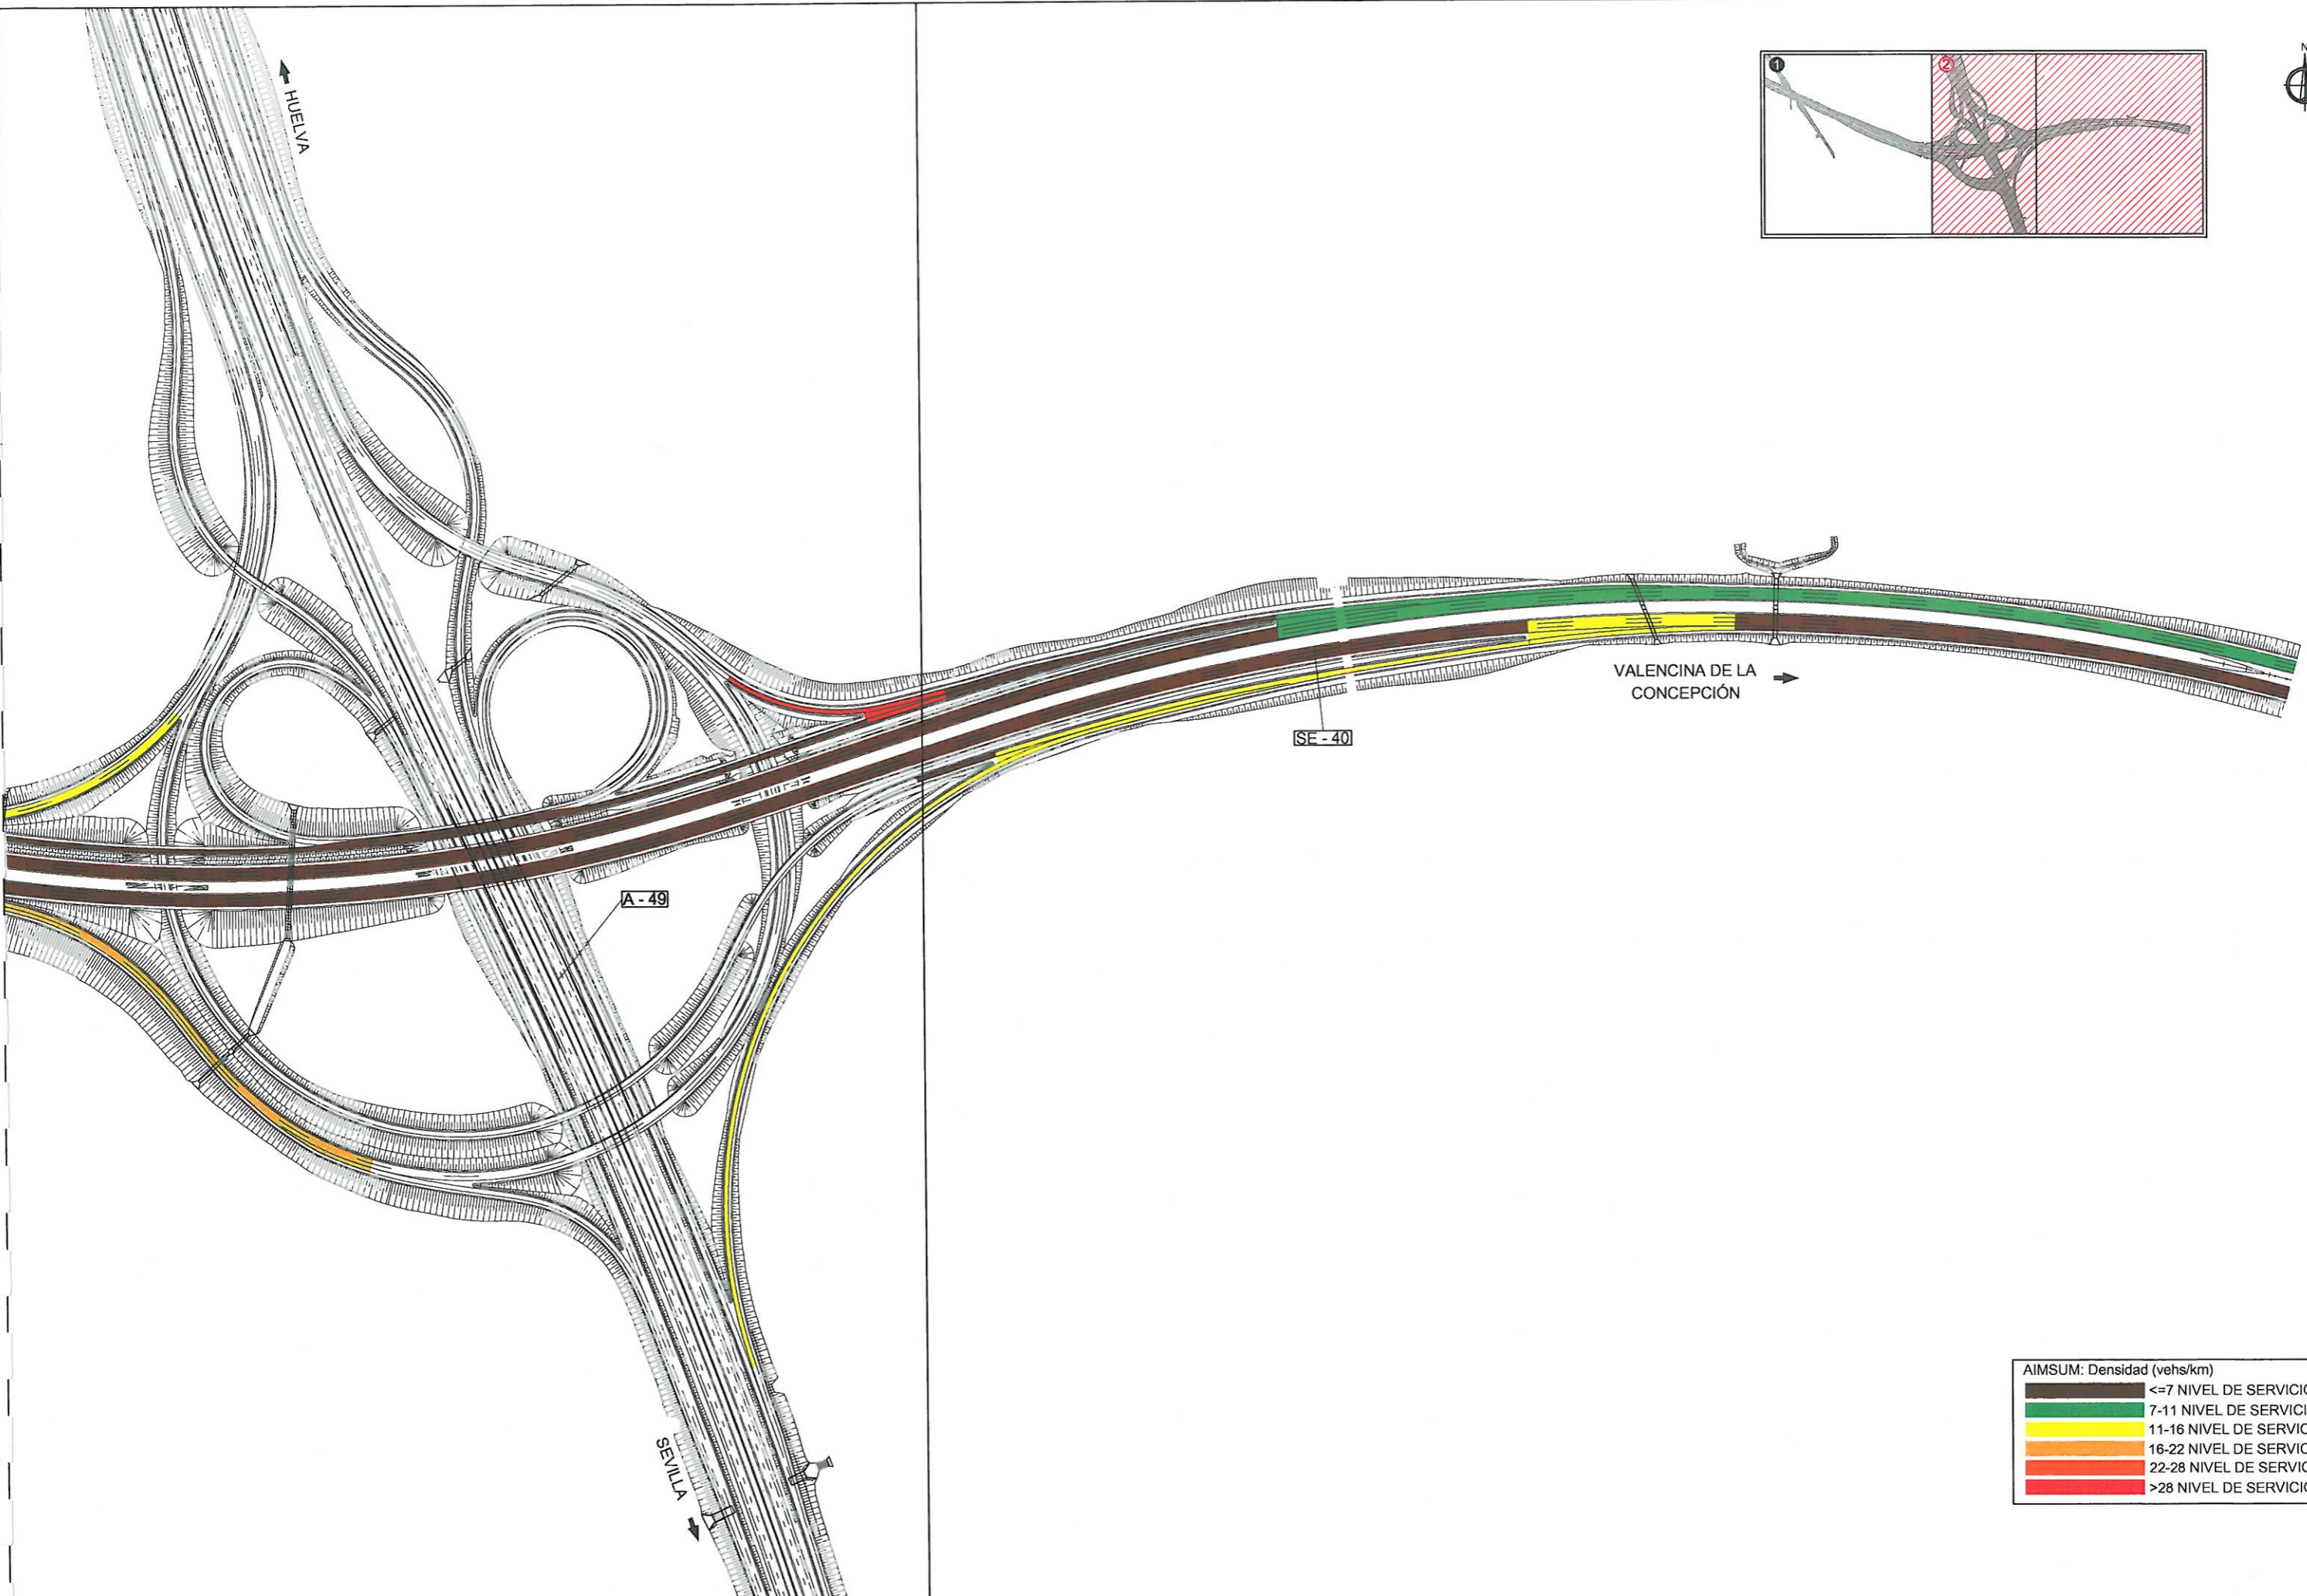 HUELVA
1
2
N
VALENCINA DE LA
CONCEPCIÓN
SE - 40
A - 49
SEVILLA
AIMSUM: Densidad (vehs/km)
<=7 NIVEL DE SERVICIO
7-11 NIVEL DE SERVICI
11-16 NIVEL DE SERVIC
16-22 NIVEL DE SERVIC
22-28 NIVEL DE SERVIC
>28 NIVEL DE SERVICIO